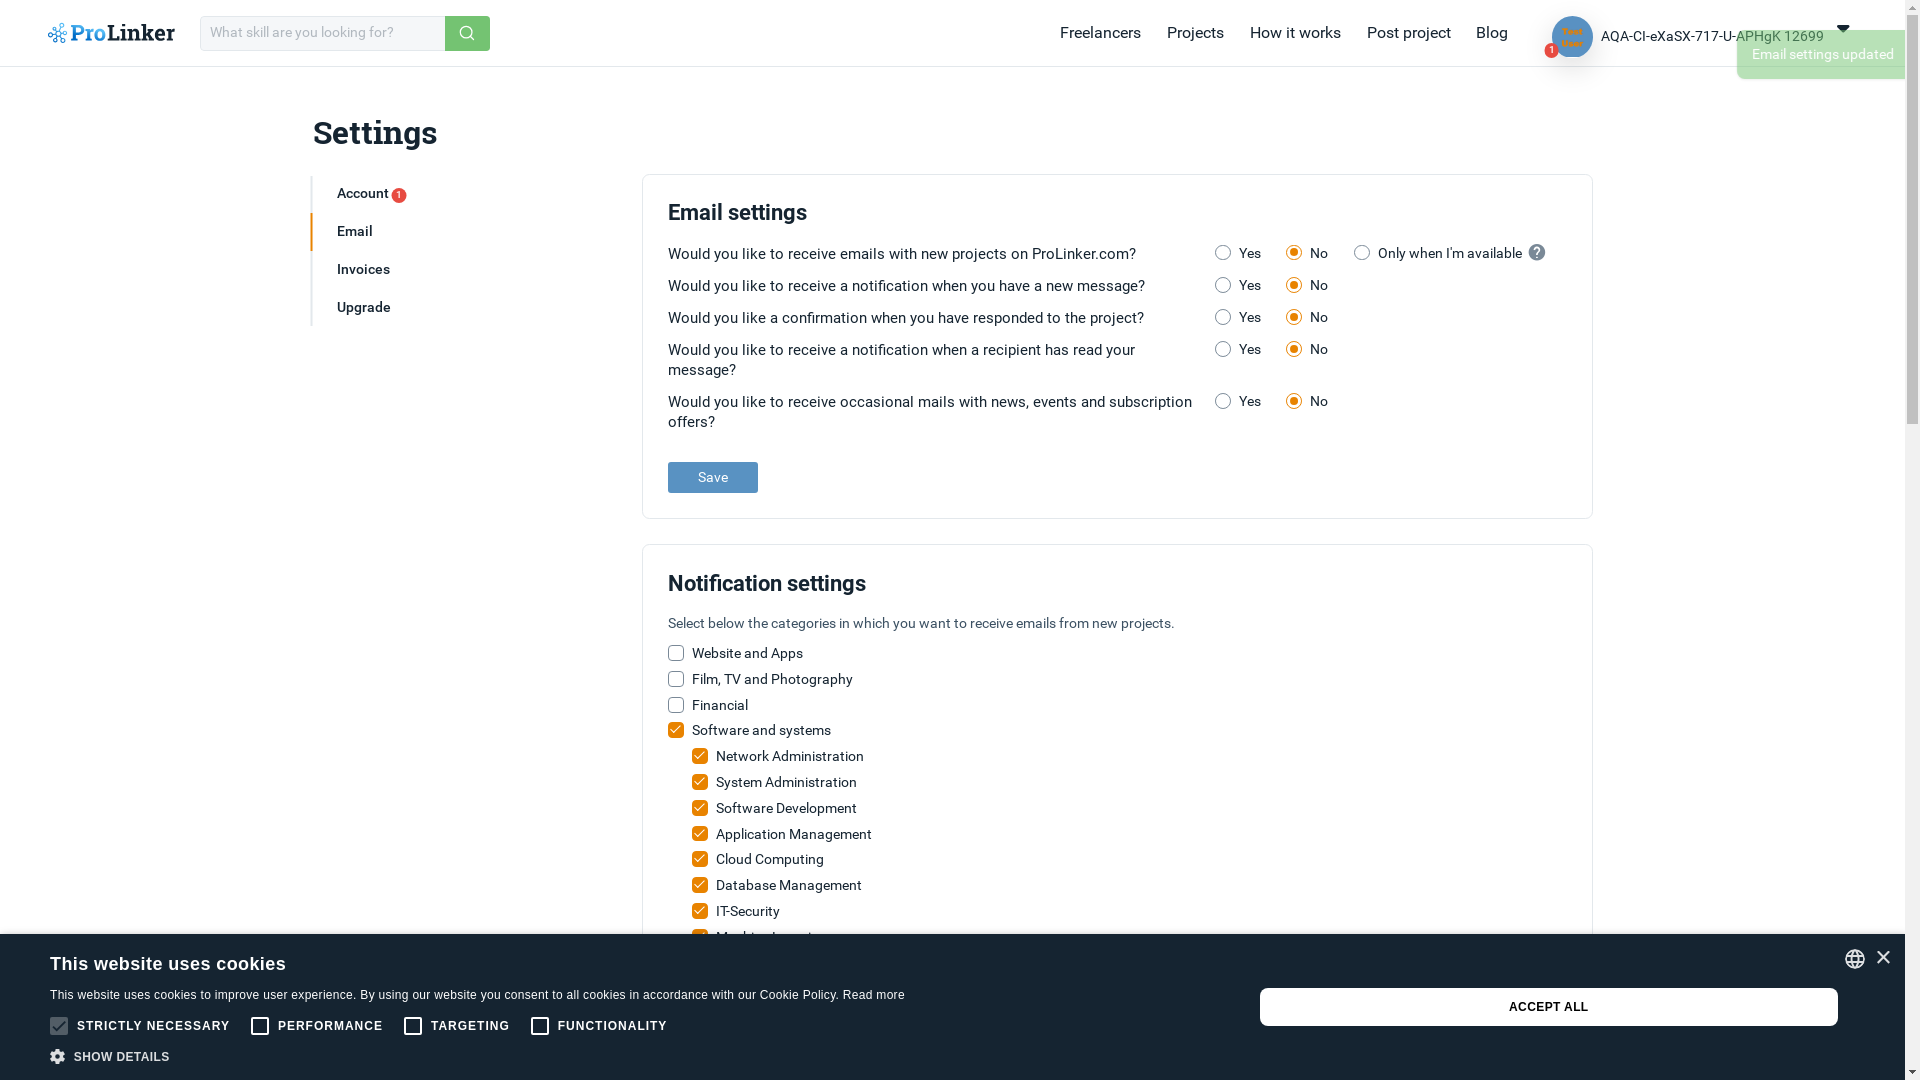 ProLinker
What skill are you looking for?
Freelancers
Projects
How it works
Post project
Blog
Test
User
1
AQA-CI-eXaSX-717-U-APHgK 12699
Email settings updated
Settings
Account 1
Email
Invoices
Upgrade
Email settings
Would you like to receive emails with new projects on ProLinker.com? Yes No Only when I'm available ?
Would you like to receive a notification when you have a new message? Yes No
Would you like a confirmation when you have responded to the project? Yes No
Would you like to receive a notification when a recipient has read your Yes No
message?
Would you like to receive occasional mails with news, events and subscription Yes No
offers?
Save
Notification settings
Select below the categories in which you want to receive emails from new projects.
Website and Apps
Film, TV and Photography
Financial
Software and systems
Network Administration
System Administration
Software Development
Application Management
Cloud Computing
Database Management
IT-Security
This website uses cookies
This website uses cookies to improve user experience. By using our website you consent to all cookies in accordance with our Cookie Policy. Read more
STRICTLY NECESSARY PERFORMANCE TARGETING FUNCTIONALITY
SHOW DETAILS
ACCEPT ALL